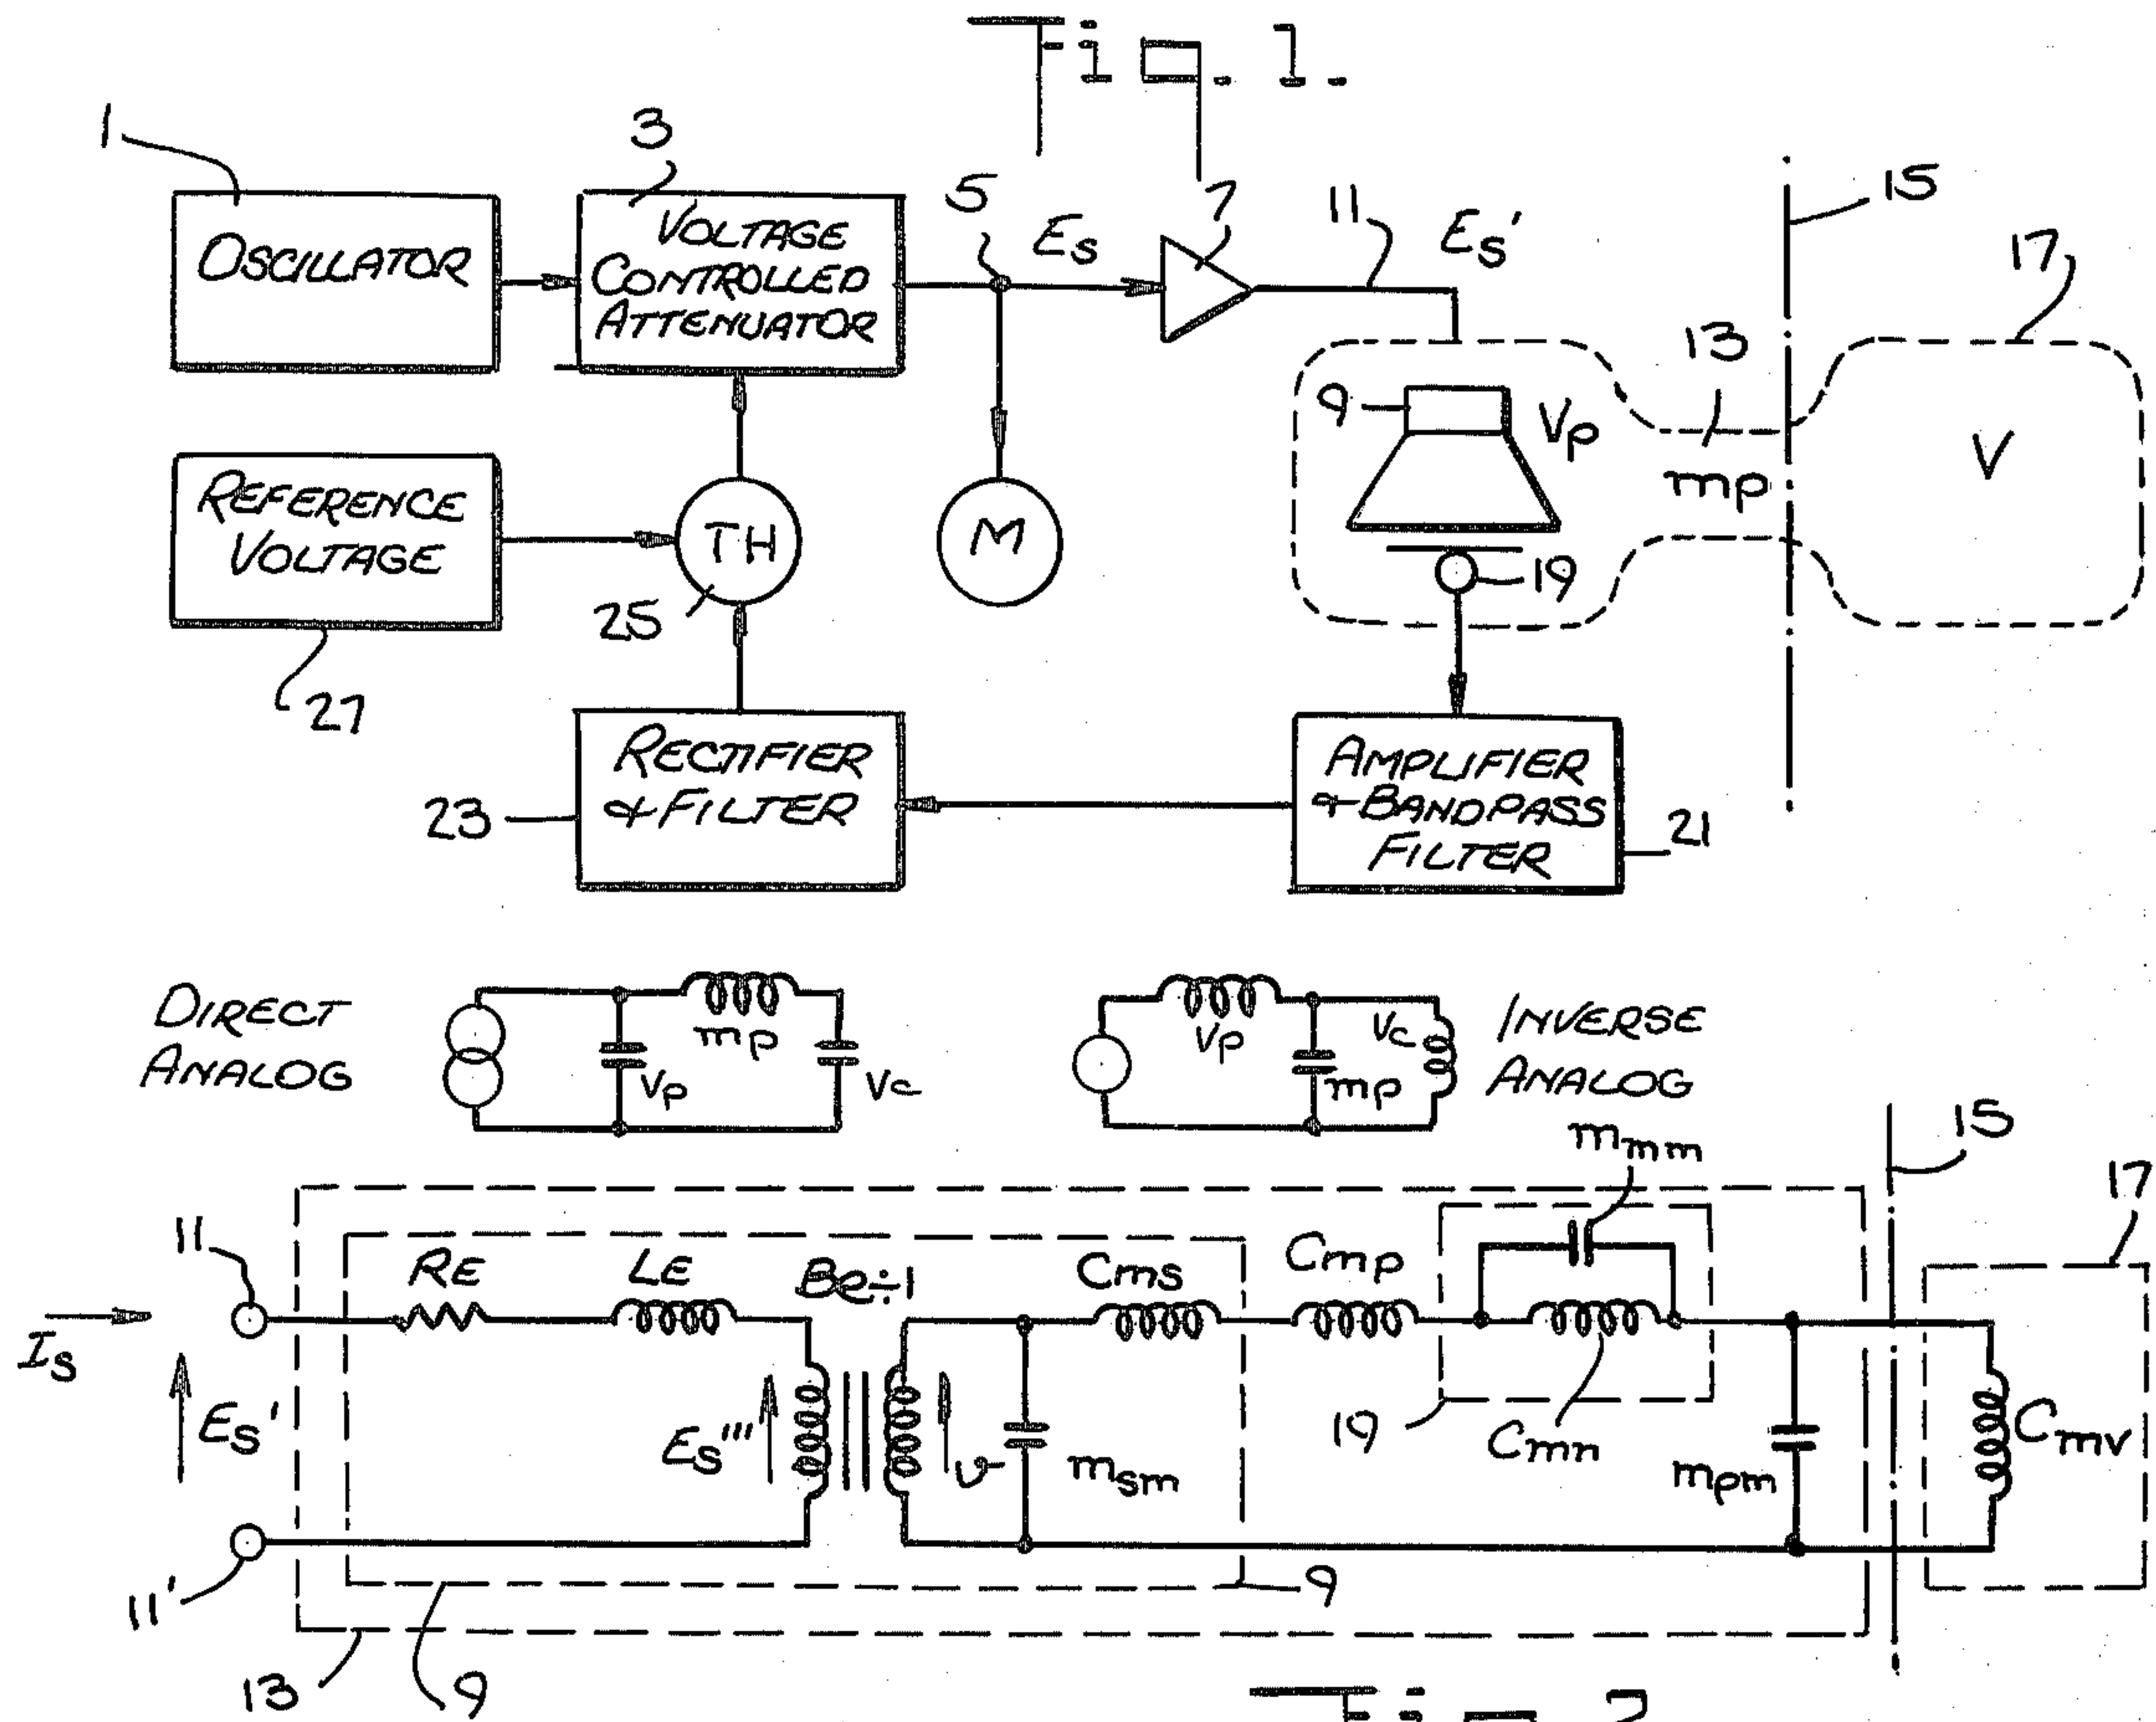 Fig. 1.
1
3
5
7
11
15
17
OSCILLATOR
VOLTAGE
CONTROLLED
ATTENUATOR
Es
Es'
13
9
Vp
mp
V
REFERENCE
VOLTAGE
TH
M
19
25
27
RECTIFIER
& FILTER
23
AMPLIFIER
& BANDPASS
FILTER
21
DIRECT
ANALOG
mp
Vp
Vc
Vp
mp
Vc
INVERSE
ANALOG
mmm
15
17
11
RE
LE
Bℓ÷1
Cms
Cmp
Is
Es'
Es'''
v
msm
19
Cmn
mpm
Cmv
11'
13
9
9